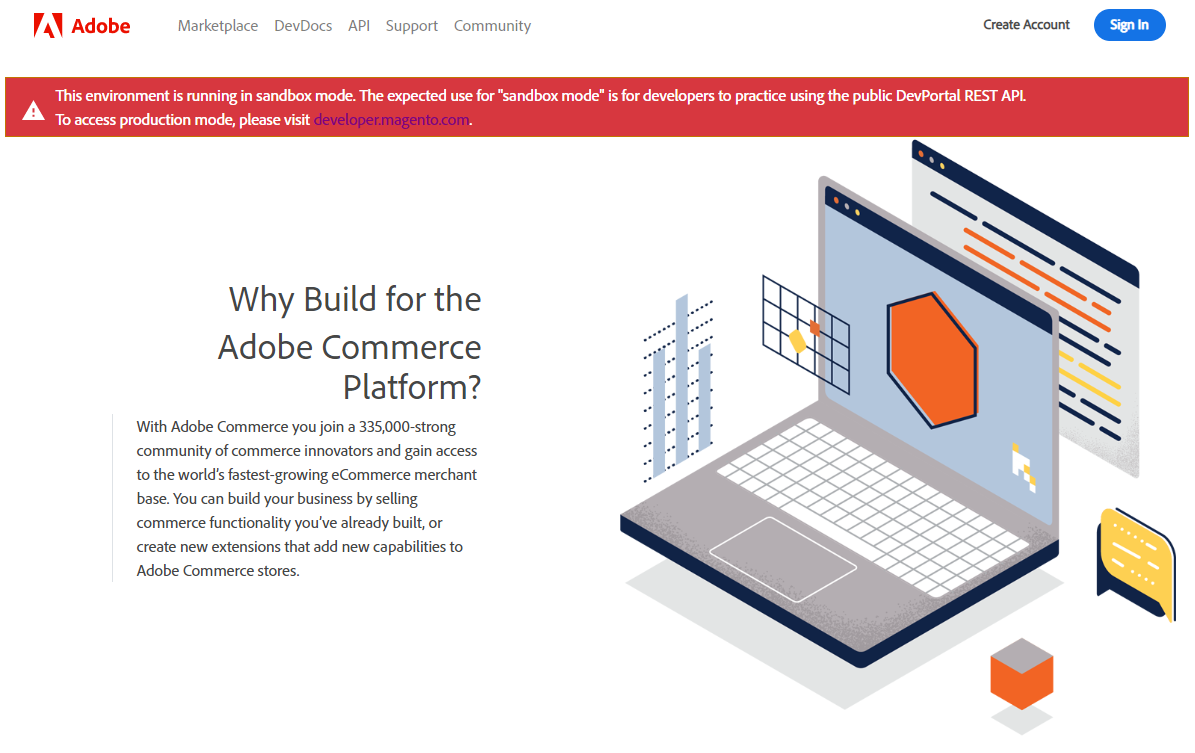 Adobe
Marketplace DevDocs API Support Community
Create Account
Sign In
This environment is running in sandbox mode. The expected use for "sandbox mode" is for developers to practice using the public DevPortal REST API.
To access production mode, please visit developer.magento.com.
Why Build for the
Adobe Commerce
Platform?
With Adobe Commerce you join a 335,000-strong
community of commerce innovators and gain access
to the world’s fastest-growing eCommerce merchant
base. You can build your business by selling
commerce functionality you’ve already built, or
create new extensions that add new capabilities to
Adobe Commerce stores.